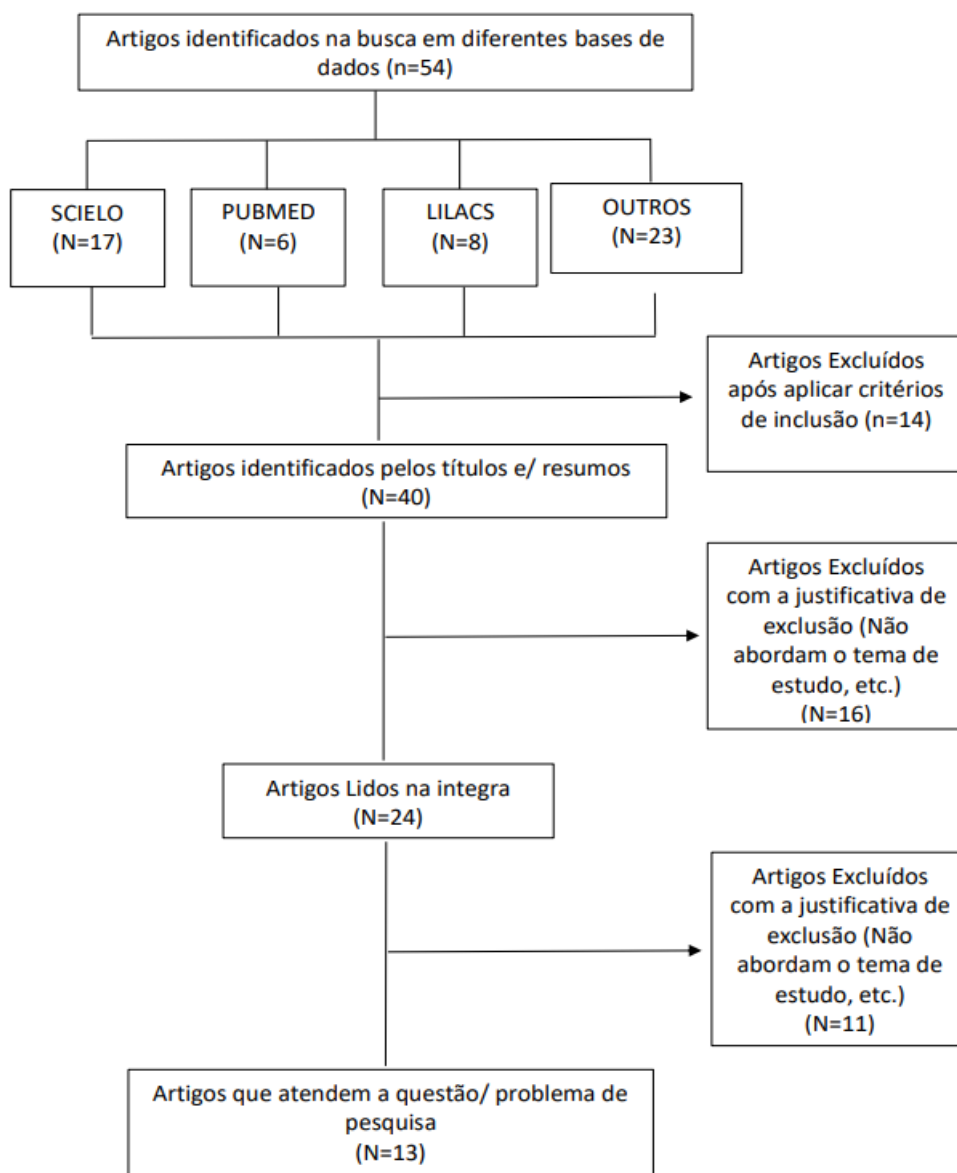 Artigos identificados na busca em diferentes bases de
dados (n=54)
SCIELO
(N=17)
PUBMED
(N=6)
LILACS
(N=8)
OUTROS
(N=23)
Artigos Excluídos
após aplicar critérios
de inclusão (n=14)
Artigos identificados pelos títulos e/ resumos
(N=40)
Artigos Excluídos
com a justificativa de
exclusão (Não
abordam o tema de
estudo, etc.)
(N=16)
Artigos Lidos na integra
(N=24)
Artigos Excluídos
com a justificativa de
exclusão (Não
abordam o tema de
estudo, etc.)
(N=11)
Artigos que atendem a questão/ problema de
pesquisa
(N=13)